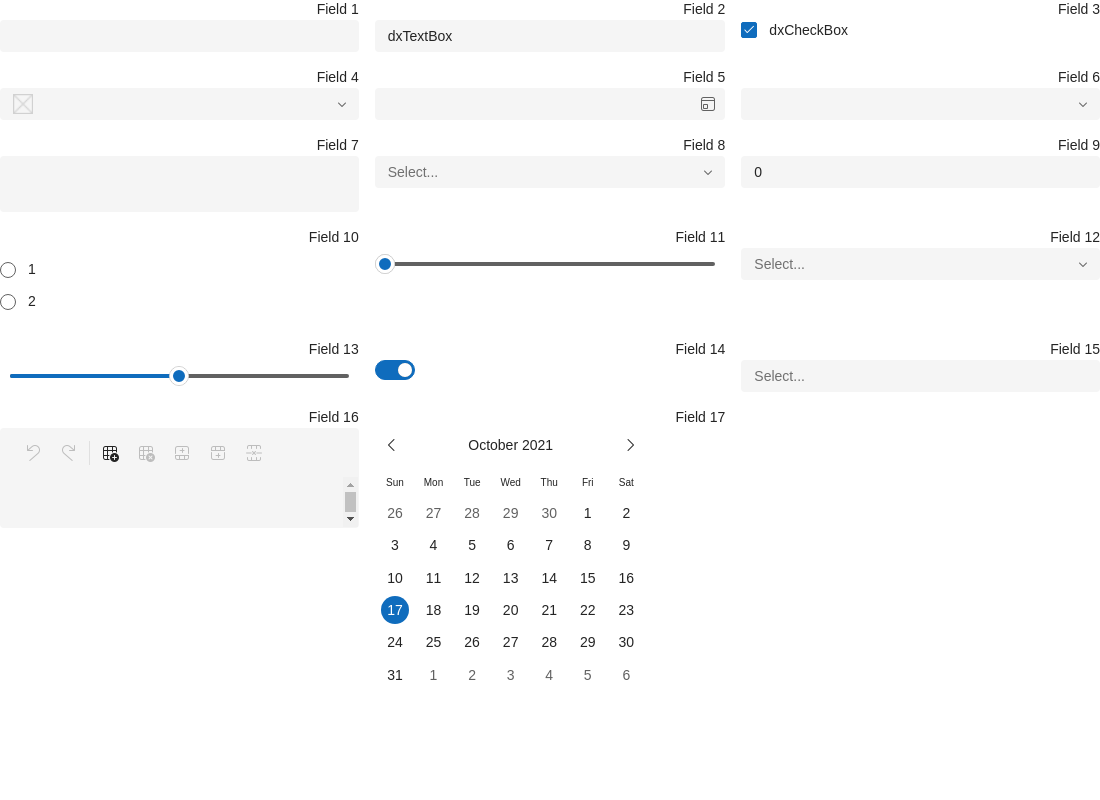 Field 1
Field 2
Field 3
dxTextBox
dxCheckBox
Field 4
Field 5
Field 6
Field 7
Field 8
Field 9
Select...
0
Field 10
Field 11
Field 12
1
2
Select...
Field 13
Field 14
Field 15
Select...
Field 16
Field 17
October 2021
Sun Mon Tue Wed Thu Fri Sat
26 27 28 29 30 1 2
3 4 5 6 7 8 9
10 11 12 13 14 15 16
17 18 19 20 21 22 23
24 25 26 27 28 29 30
31 1 2 3 4 5 6